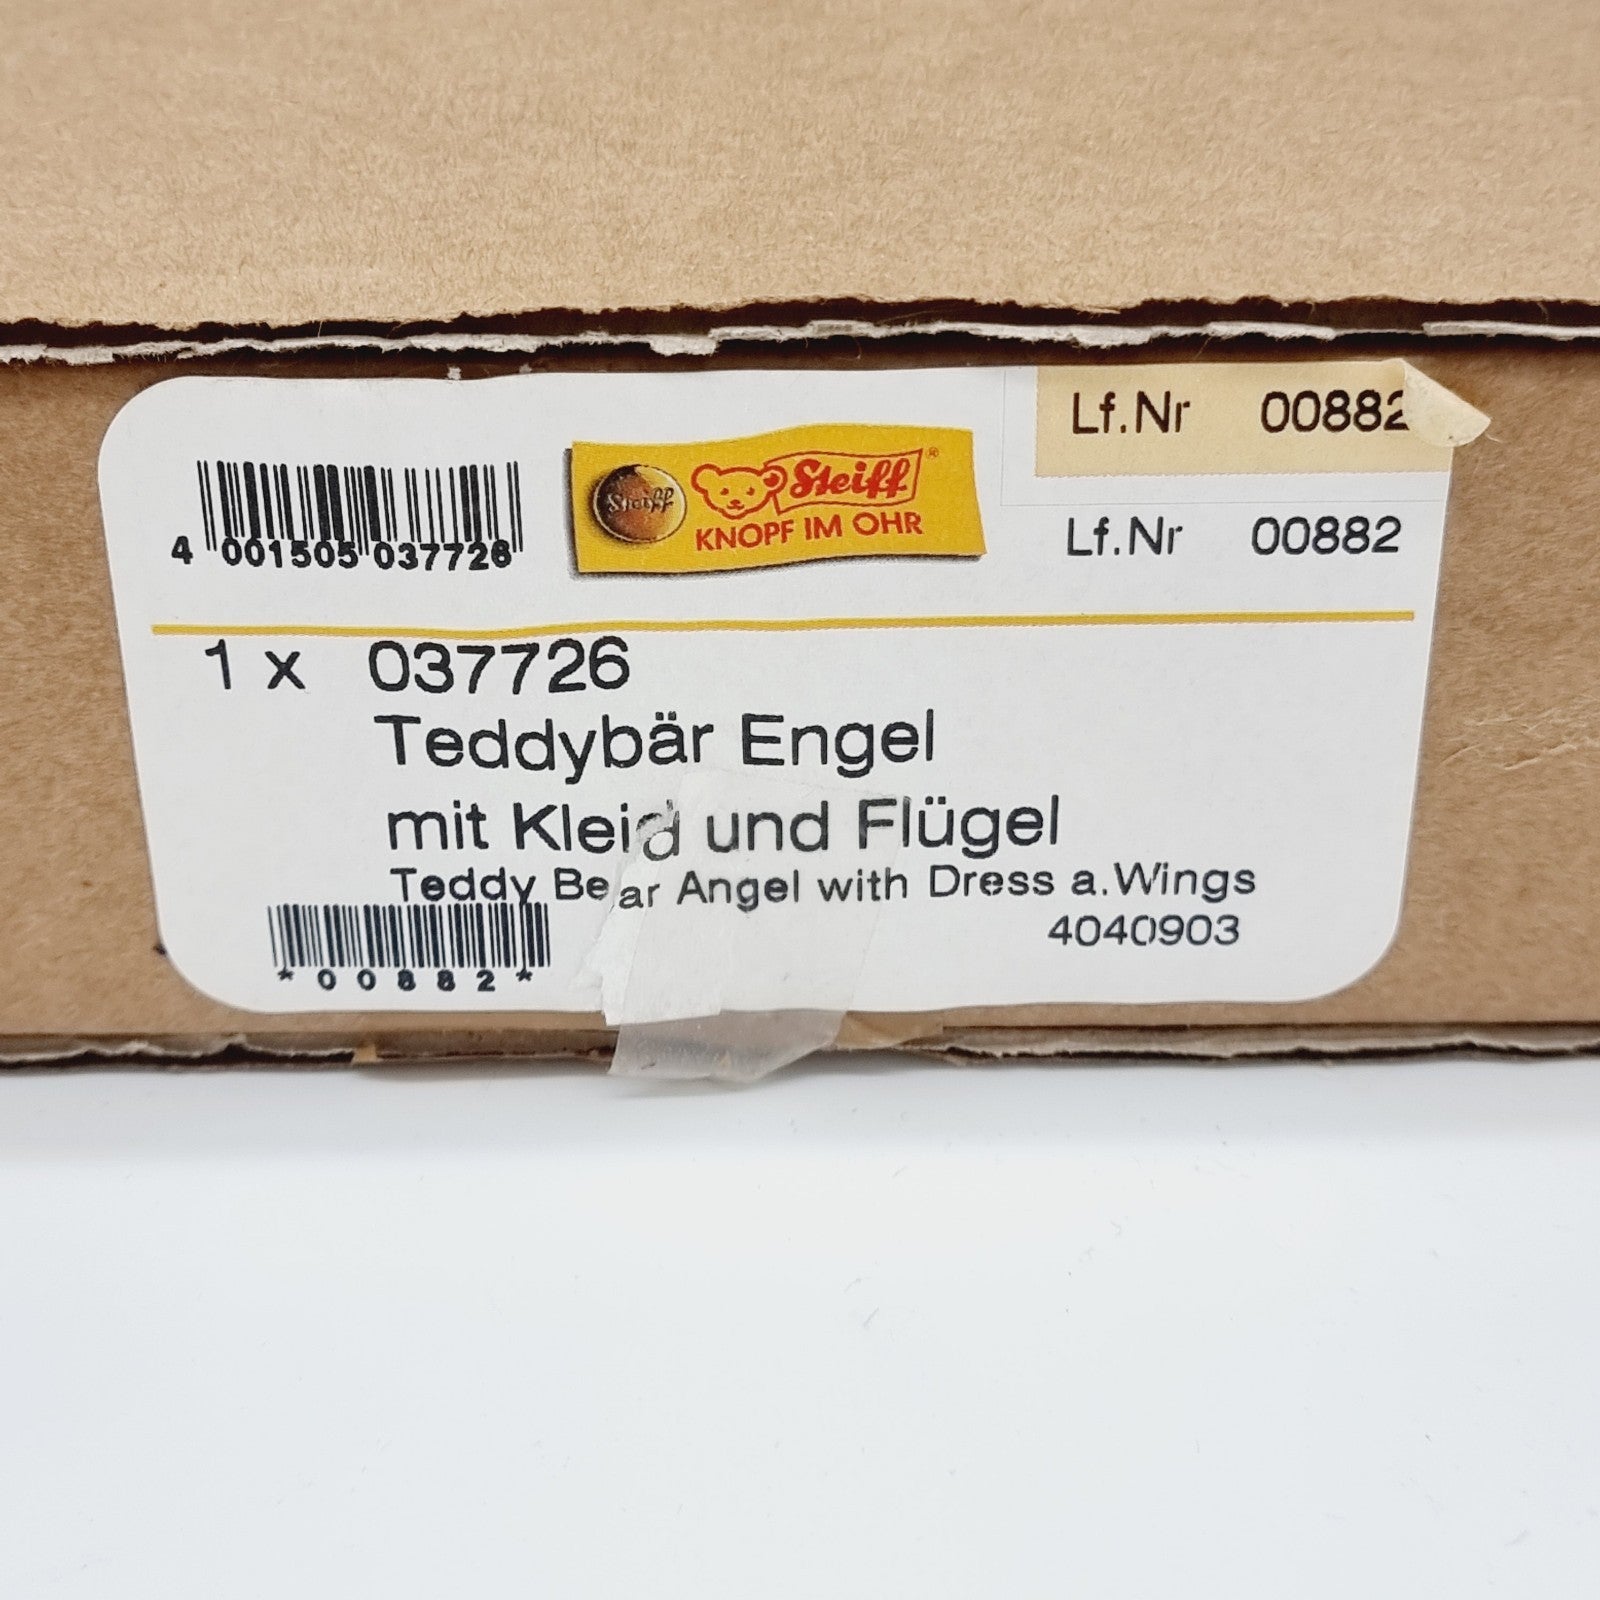 Lf.Nr 00882
Steiff
Steiff®
KNOPF IM OHR
Lf.Nr 00882
4 001505 037726
1 x 037726
Teddybär Engel
mit Kleid und Flügel
Teddy Bear Angel with Dress a.Wings
4040903
*00882*